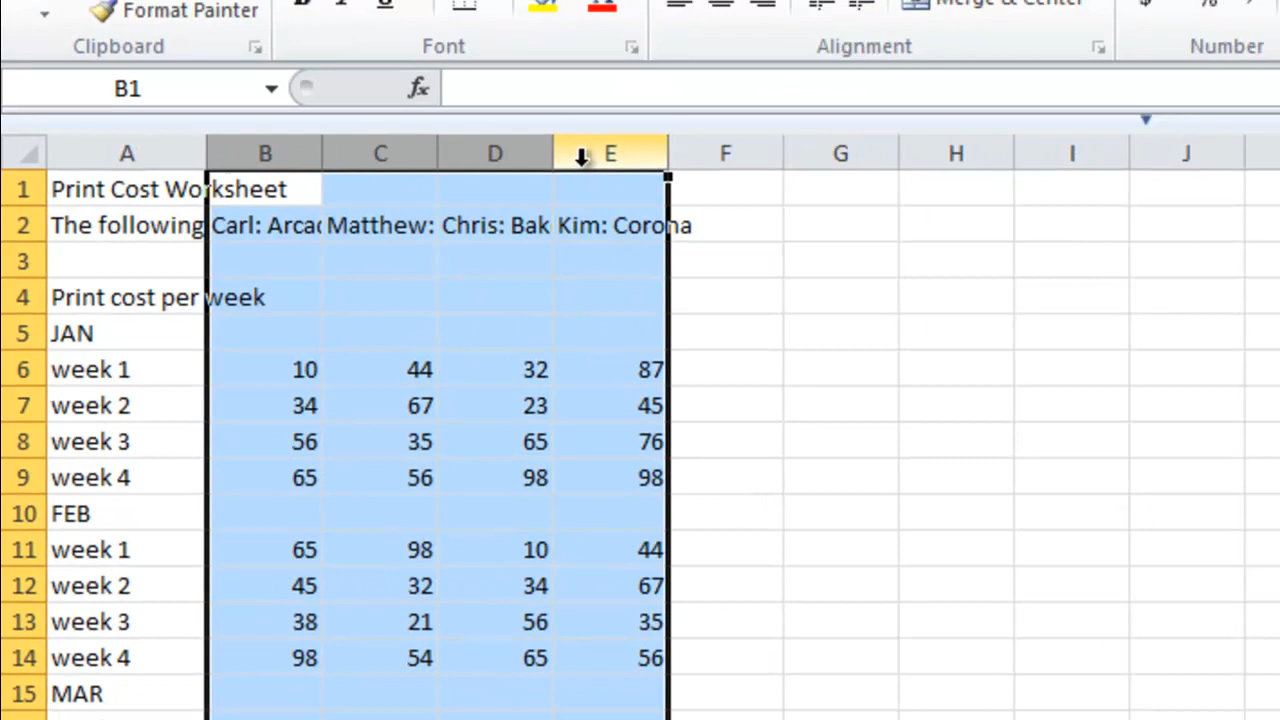 Format Painter
B I U
Merge & Center
$ %
Clipboard Font Alignment Number
B1 fx
A B C D E F G H I J
1 Print Cost Worksheet
2 The following Carl: Arcac Matthew: Chris: Bak Kim: Corona
3
4 Print cost per week
5 JAN
6 week 1 10 44 32 87
7 week 2 34 67 23 45
8 week 3 56 35 65 76
9 week 4 65 56 98 98
10 FEB
11 week 1 65 98 10 44
12 week 2 45 32 34 67
13 week 3 38 21 56 35
14 week 4 98 54 65 56
15 MAR